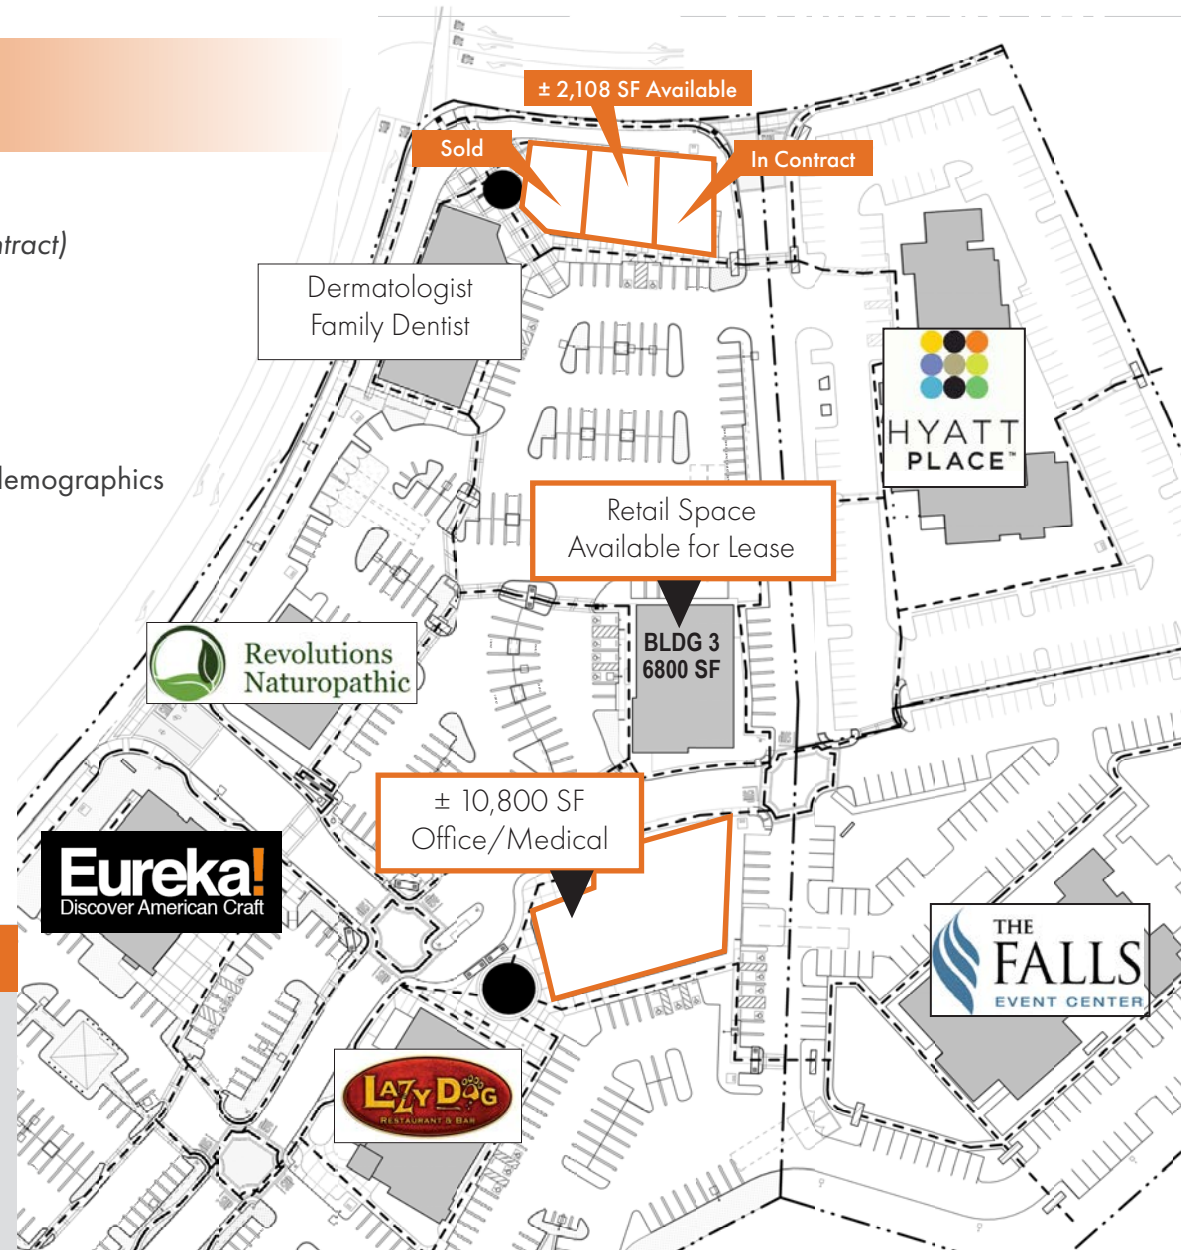 ± 2,108 SF Available
Sold
In Contract
ntract)
Dermatologist
Family Dentist
HYATT
PLACE™
demographics
Retail Space
Available for Lease
BLDG 3
6800 SF
Revolutions
Naturopathic
± 10,800 SF
Office/Medical
Eureka!
Discover American Craft
THE
FALLS
EVENT CENTER
LAZY DOG
RESTAURANT & BAR